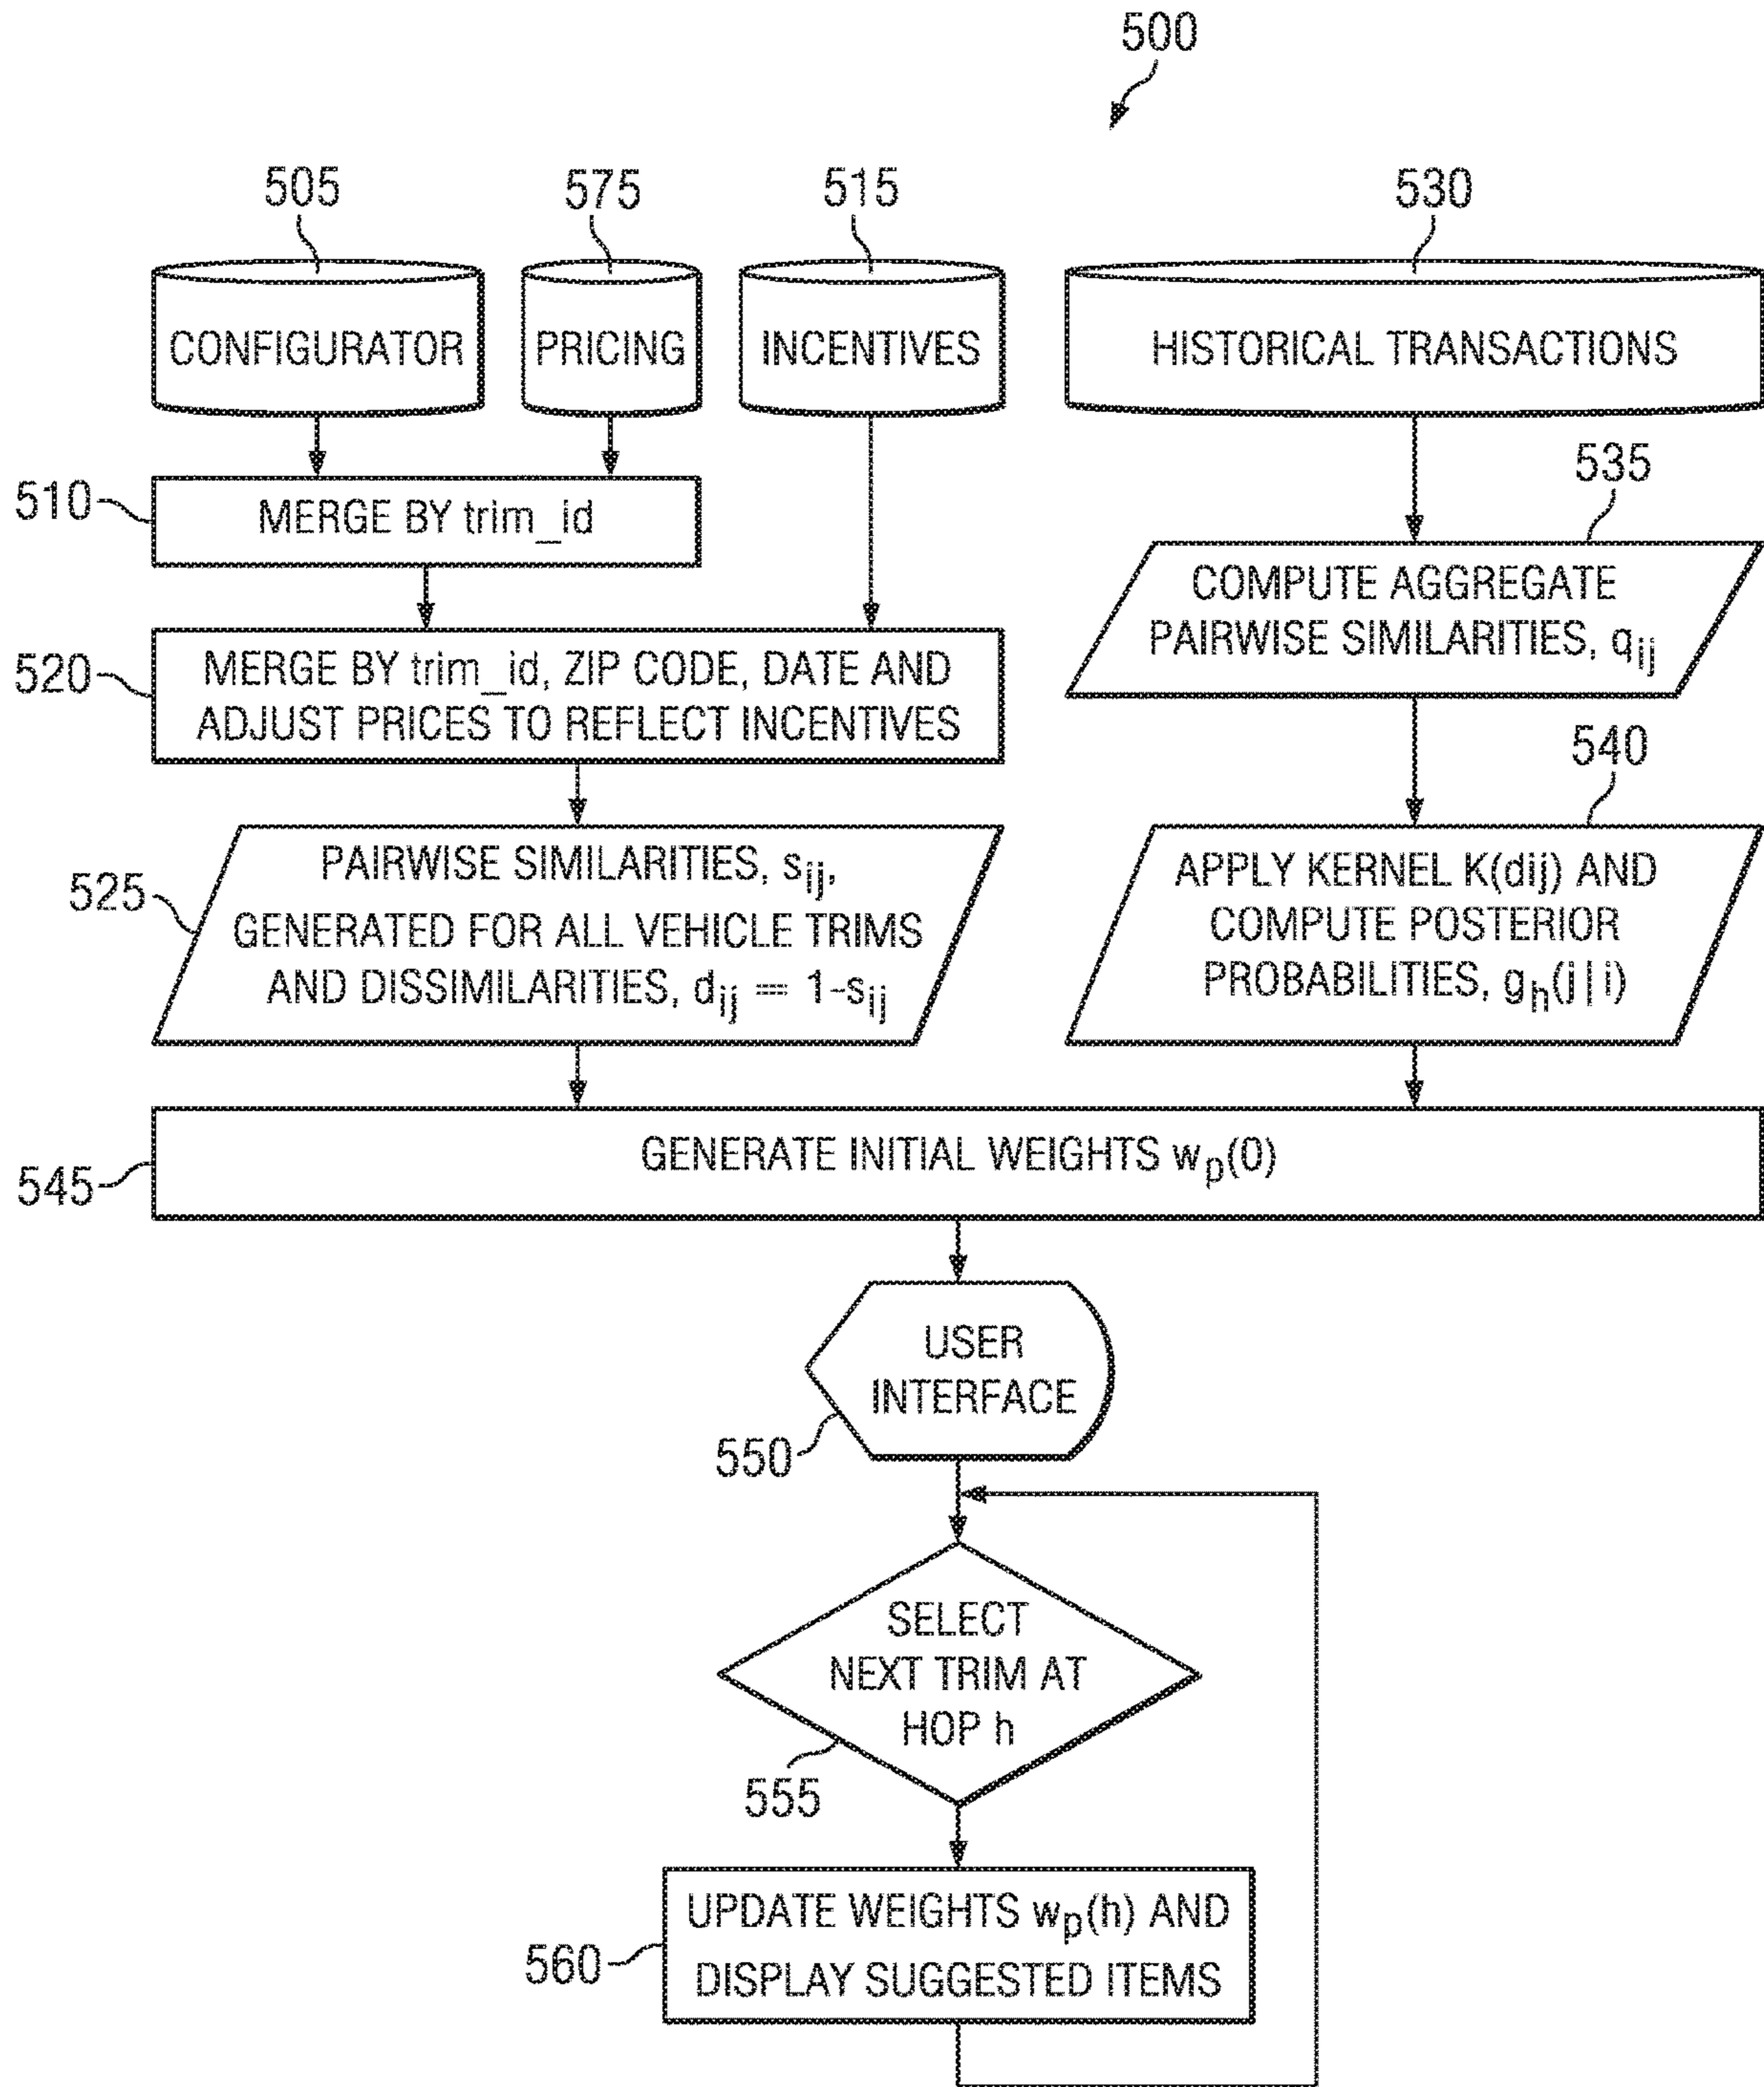 500
505
575
515
530
CONFIGURATOR
PRICING
INCENTIVES
HISTORICAL TRANSACTIONS
510
MERGE BY trim_id
535
COMPUTE AGGREGATE
PAIRWISE SIMILARITIES, qij
520
MERGE BY trim_id, ZIP CODE, DATE AND
ADJUST PRICES TO REFLECT INCENTIVES
540
525
PAIRWISE SIMILARITIES, sij,
GENERATED FOR ALL VEHICLE TRIMS
AND DISSIMILARITIES, dij = 1-sij
APPLY KERNEL K(dij) AND
COMPUTE POSTERIOR
PROBABILITIES, gh(j | i)
545
GENERATE INITIAL WEIGHTS wp(0)
USER
INTERFACE
550
SELECT
NEXT TRIM AT
HOP h
555
560
UPDATE WEIGHTS wp(h) AND
DISPLAY SUGGESTED ITEMS